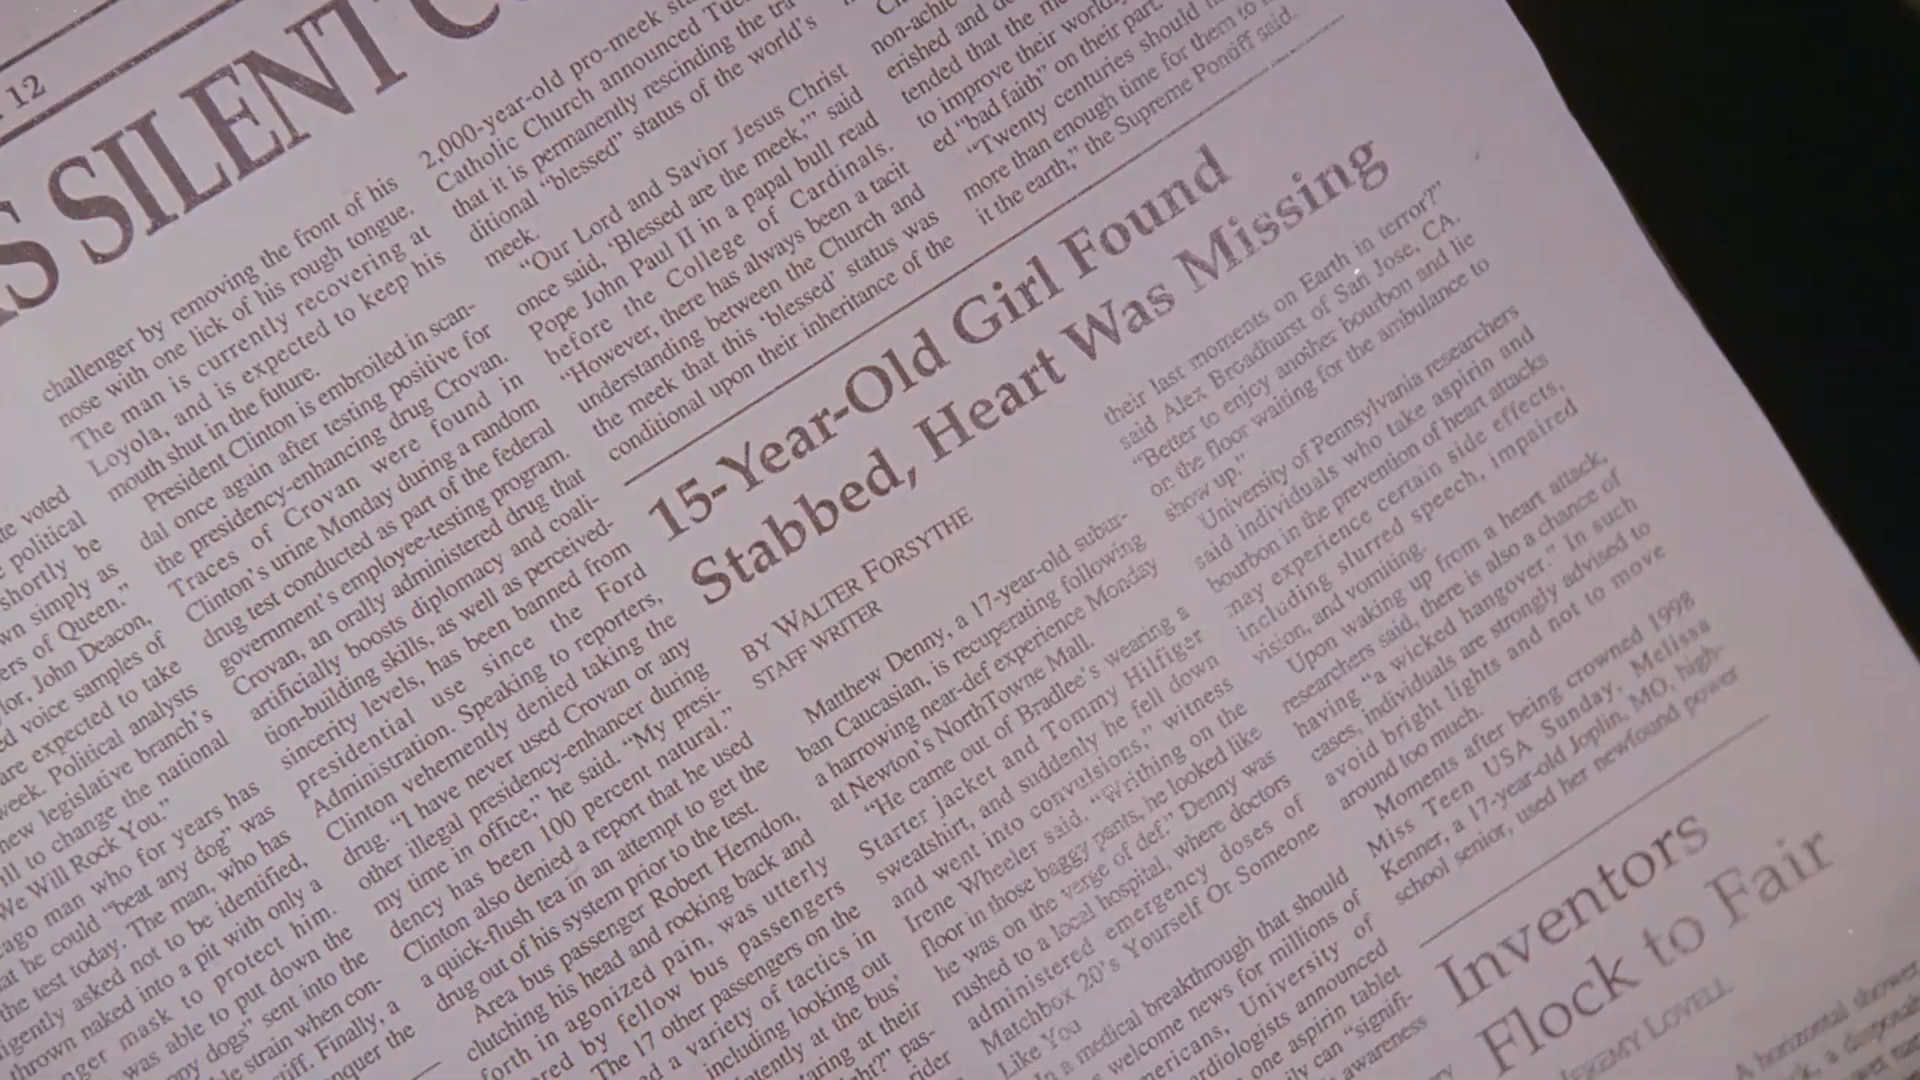 12
S SILENT
te voted
political
shortly be
wn simply as
ers of Queen."
lor, John Deacon,
ed voice samples of
are expected to take
week. Political analysts
new legislative branch's
ill to change the national
We Will Rock You."
ago man who for years has
at he could "beat any dog" was
the test today. The man, who has
igently asked not to be identified,
thrown naked into a pit with only a
nger mask to protect him.
was able to put down the
ppy dogs" sent into the
le strain when con-
riff. Finally, a
nquer the
challenger by removing the front of his
nose with one lick of his rough tongue.
The man is currently recovering at
Loyola, and is expected to keep his
mouth shut in the future.
President Clinton is embroiled in scan-
dal once again after testing positive for
the presidency-enhancing drug Crovan.
Traces of Crovan were found in
Clinton's urine Monday during a random
drug test conducted as part of the federal
government's employee-testing program.
Crovan, an orally administered drug that
artificially boosts diplomacy and coali-
tion-building skills, as well as perceived-
sincerity levels, has been banned from
presidential use since the Ford
Administration. Speaking to reporters,
Clinton vehemently denied taking the
drug. "I have never used Crovan or any
other illegal presidency-enhancer during
my time in office," he said. "My presi-
dency has been 100 percent natural."
Clinton also denied a report that he used
a quick-flush tea in an attempt to get the
drug out of his system prior to the test.
Area bus passenger Robert Herndon,
clutching his head and rocking back and
forth in agonized pain, was utterly
ered by fellow bus passengers
The 17 other passengers on the
d a variety of tactics in
including looking out
tently at the bus'
aring at their
ght?" pas-
rider
2,000-year-old pro-meek
Catholic Church announced
that it is permanently rescinding the tra-
ditional "blessed" status of the world's
meek.
"Our Lord and Savior Jesus Christ
once said, 'Blessed are the meek,'" said
Pope John Paul II in a papal bull read
before the College of Cardinals.
"However, there has always been a tacit
understanding between the Church and
the meek that this 'blessed' status was
conditional upon their inheritance of the
non-achie
erished and
tended that the
to improve their worldly
ed "bad faith" on their part.
"Twenty centuries should
more than enough time for them to
it the earth," the Supreme Pontiff said.
15-Year-Old Girl Found
Stabbed, Heart Was Missing
BY WALTER FORSYTHE
STAFF WRITER
Matthew Denny, a 17-year-old subur-
ban Caucasian, is recuperating following
a harrowing near-def experience Monday
at Newton's NorthTowne Mall.
"He came out of Bradlee's wearing a
Starter jacket and Tommy Hilfiger
sweatshirt, and suddenly he fell down
and went into convulsions," witness
Irene Wheeler said. "Writhing on the
floor in those baggy pants, he looked like
he was on the verge of def." Denny was
rushed to a local hospital, where doctors
administered emergency doses of
Matchbox 20's Yourself Or Someone
Like You
In a medical breakthrough that should
welcome news for millions of
mericans, University of
ardiologists announced
one aspirin tablet
ily can "signifi-
awareness
their last moments on Earth in terror?"
said Alex Broadhurst of San Jose, CA.
"Better to enjoy another bourbon and lie
on the floor waiting for the ambulance to
show up."
University of Pennsylvania researchers
said individuals who take aspirin and
bourbon in the prevention of heart attacks
may experience certain side effects,
including slurred speech, impaired
vision, and vomiting.
Upon waking up from a heart attack,
researchers said, there is also a chance of
having "a wicked hangover." In such
cases, individuals are strongly advised to
avoid bright lights and not to move
around too much.
Moments after being crowned 1998
Miss Teen USA Sunday, Melissa
Kenner, a 17-year-old Joplin, MO, high-
school senior, used her newfound power
Inventors
Flock to Fair
LOVELL
A horizontal shower